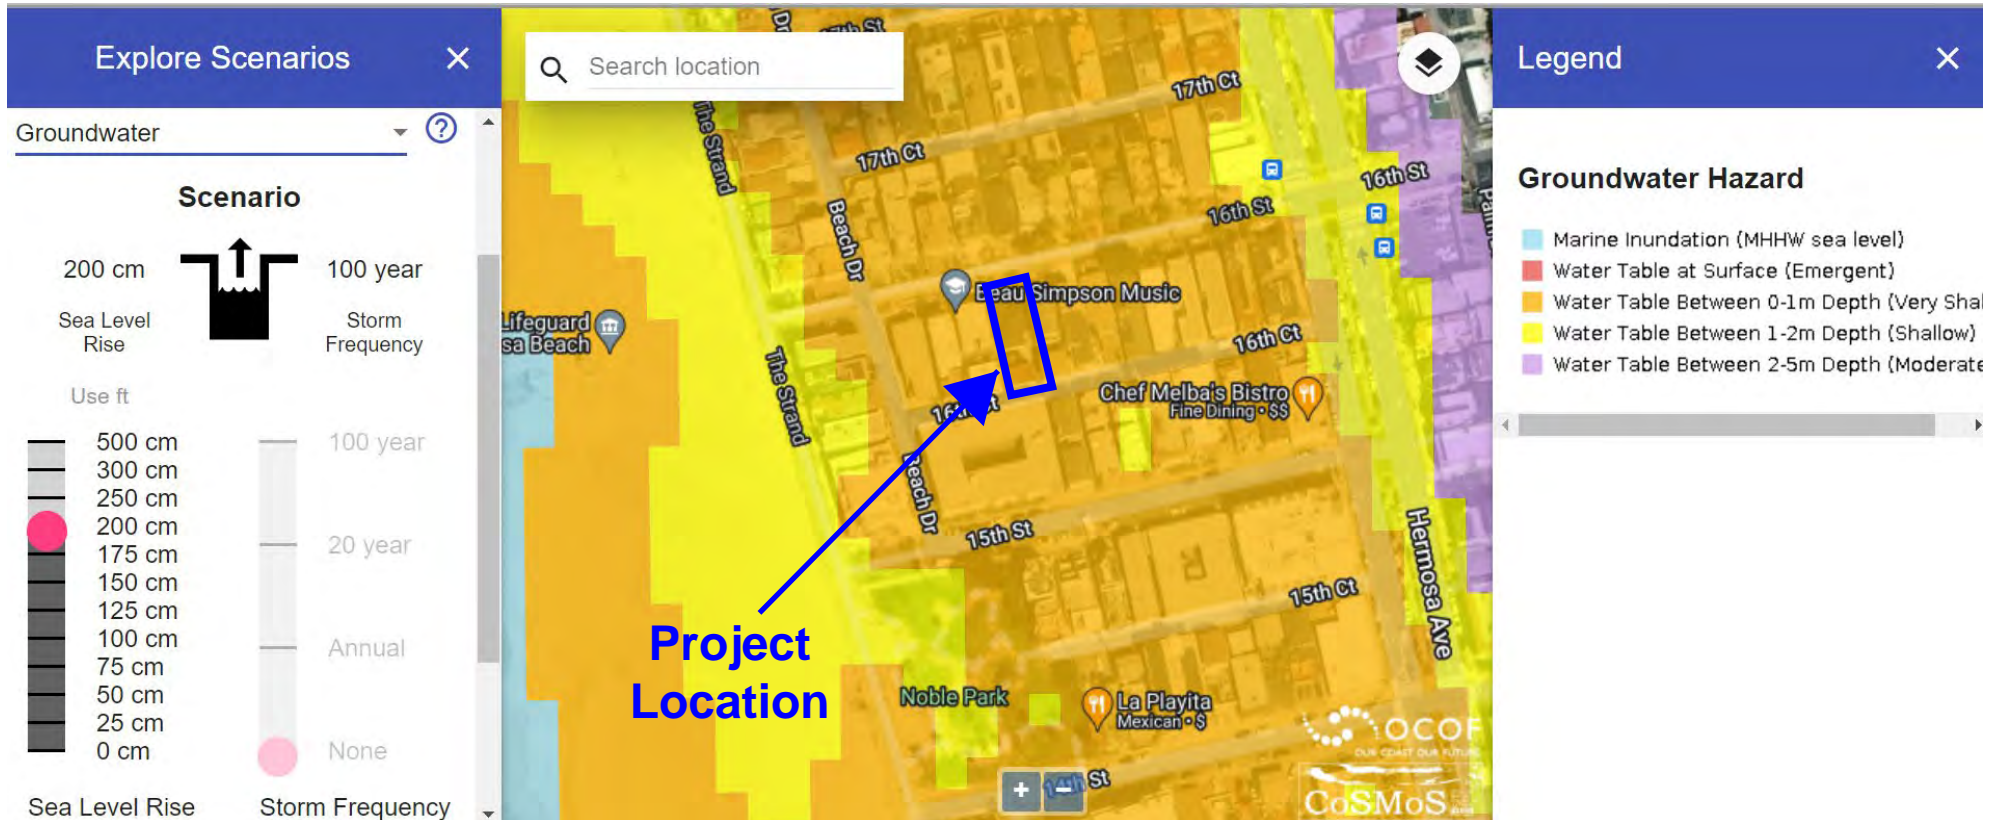 Explore Scenarios
Groundwater
Scenario
200 cm
100 year
Sea Level
Rise
Storm
Frequency
Use ft
500 cm
300 cm
250 cm
200 cm
175 cm
150 cm
125 cm
100 cm
75 cm
50 cm
25 cm
0 cm
100 year
20 year
Annual
None
Sea Level Rise
Storm Frequency
Search location
17th Ct
17th Ct
The Strand
Beach Dr
16th St
16th St
Beau Simpson Music
Lifeguard
sa Beach
16th Ct
The Strand
Chef Melba's Bistro
Fine Dining • $$
Beach Dr
15th St
Hermosa Ave
15th Ct
Project
Location
Noble Park
La Playita
Mexican • $
14th St
OCOF
OUR COAST OUR FUTURE
CoSMoS
Legend
Groundwater Hazard
Marine Inundation (MHHW sea level)
Water Table at Surface (Emergent)
Water Table Between 0-1m Depth (Very Shal
Water Table Between 1-2m Depth (Shallow)
Water Table Between 2-5m Depth (Moderate